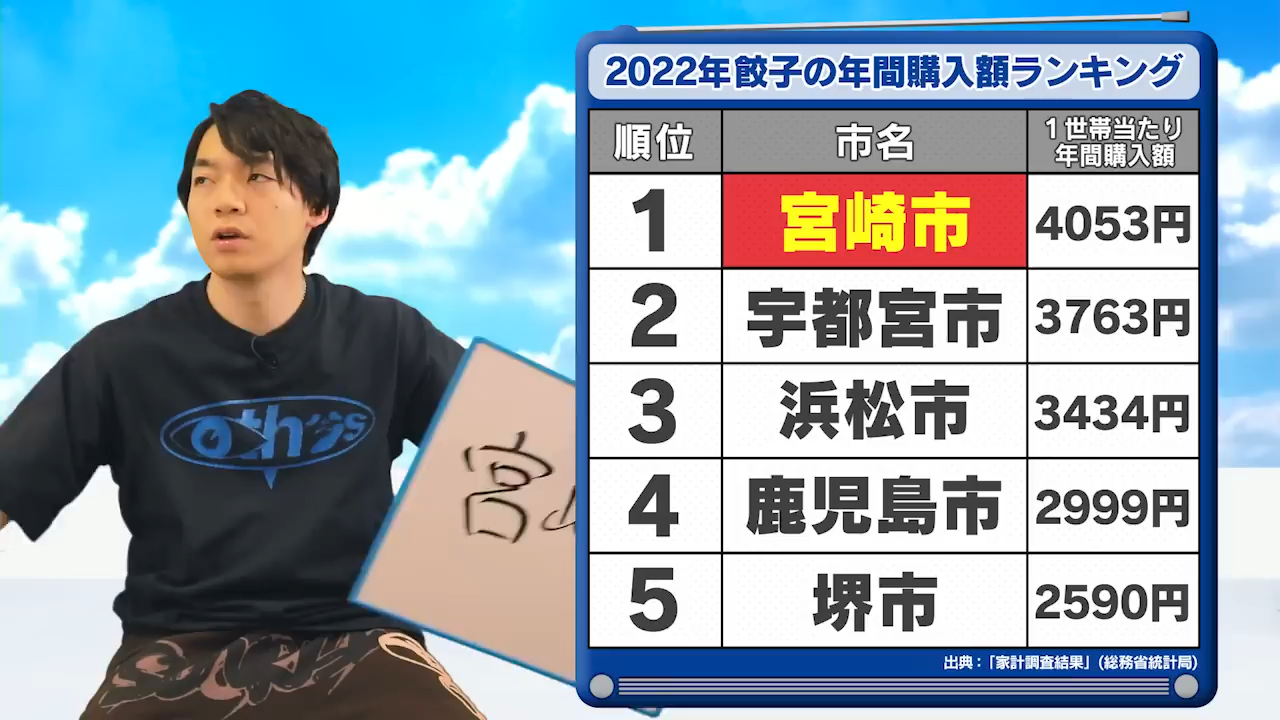 2022年餃子の年間購入額ランキング
順位 市名 1世帯当たり年間購入額
1 宮崎市 4053円
2 宇都宮市 3763円
3 浜松市 3434円
4 鹿児島市 2999円
5 堺市 2590円
出典:「家計調査結果」(総務省統計局)
oth's
宮